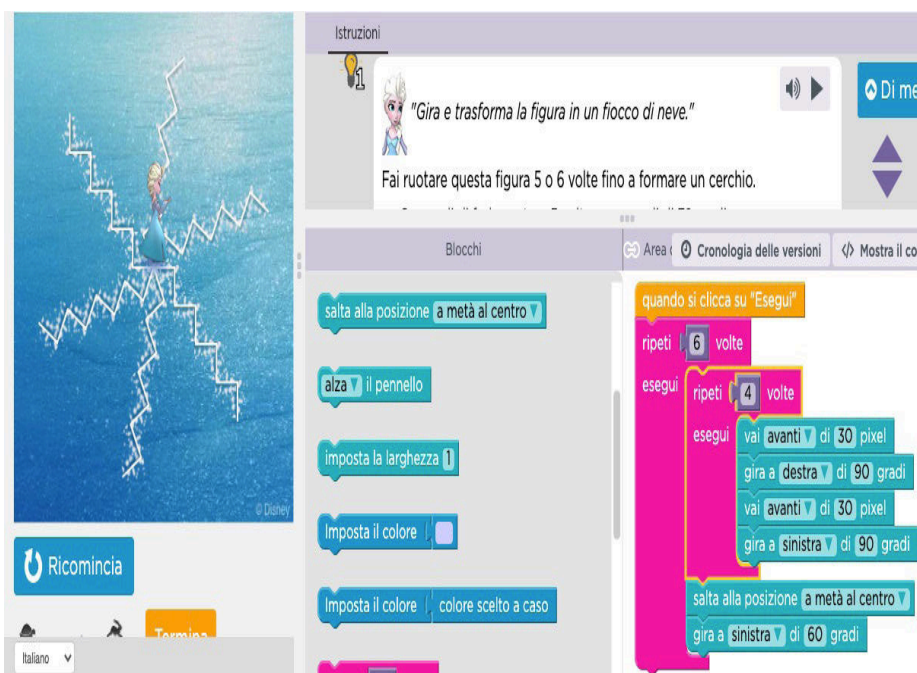 © Disney
Ricomincia
Termina
Italiano
Istruzioni
1
"Gira e trasforma la figura in un fiocco di neve."
Di me
Fai ruotare questa figura 5 o 6 volte fino a formare un cerchio.
Blocchi
Area
Cronologia delle versioni
</> Mostra il co
salta alla posizione a metà al centro
alza il pennello
imposta la larghezza 1
Imposta il colore
Imposta il colore colore scelto a caso
quando si clicca su "Esegui"
ripeti 6 volte
esegui
ripeti 4 volte
esegui
vai avanti di 30 pixel
gira a destra di 90 gradi
vai avanti di 30 pixel
gira a sinistra di 90 gradi
salta alla posizione a metà al centro
gira a sinistra di 60 gradi